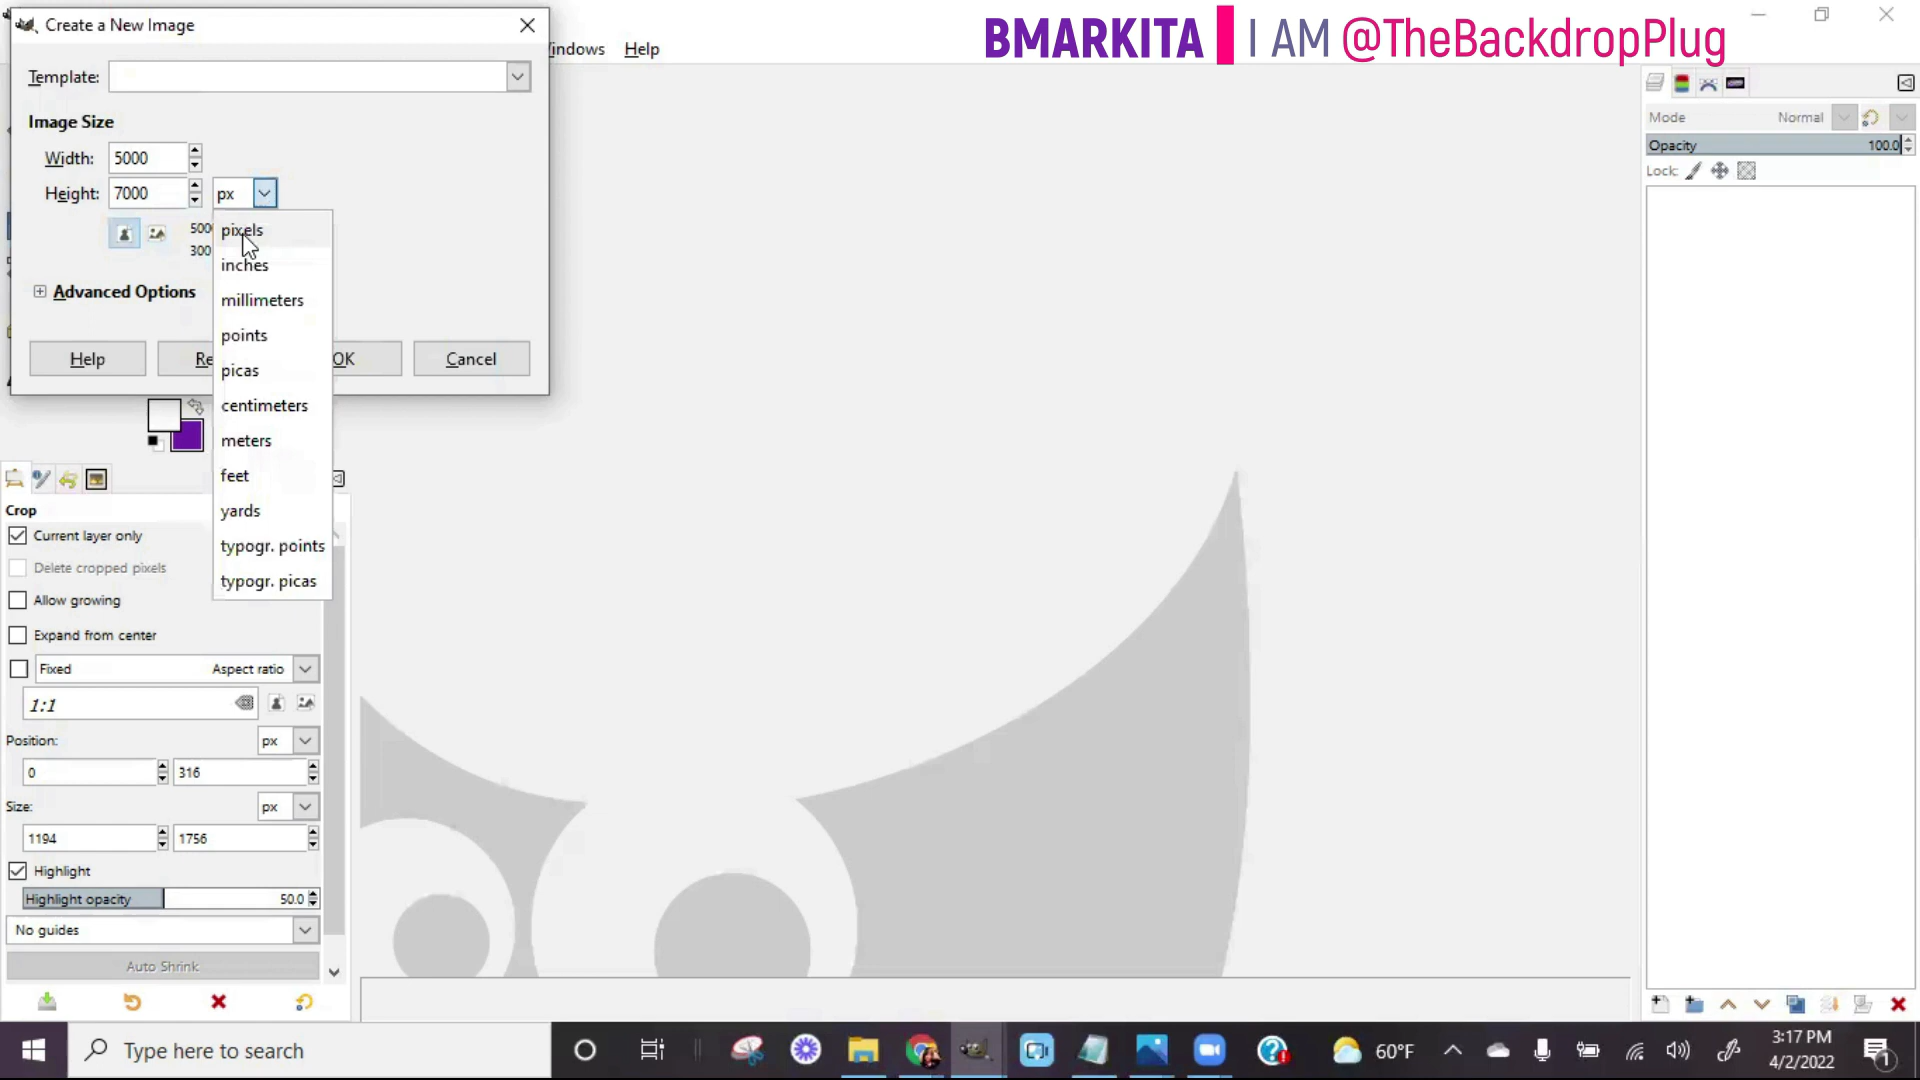 Create a New Image
BMARKITA I AM @TheBackdropPlug
indows Help
Template:
Image Size
Width: 5000
Height: 7000 px
500
300
pixels
inches
millimeters
points
picas
centimeters
meters
feet
yards
typogr. points
typogr. picas
Advanced Options
Help Re OK Cancel
Crop
Current layer only
Delete cropped pixels
Allow growing
Expand from center
Fixed Aspect ratio
1:1
Position: px
0 316
Size: px
1194 1756
Highlight
Highlight opacity 50.0
No guides
Auto Shrink
Mode Normal
Opacity 100.0
Lock:
Type here to search
60°F
3:17 PM
4/2/2022
1